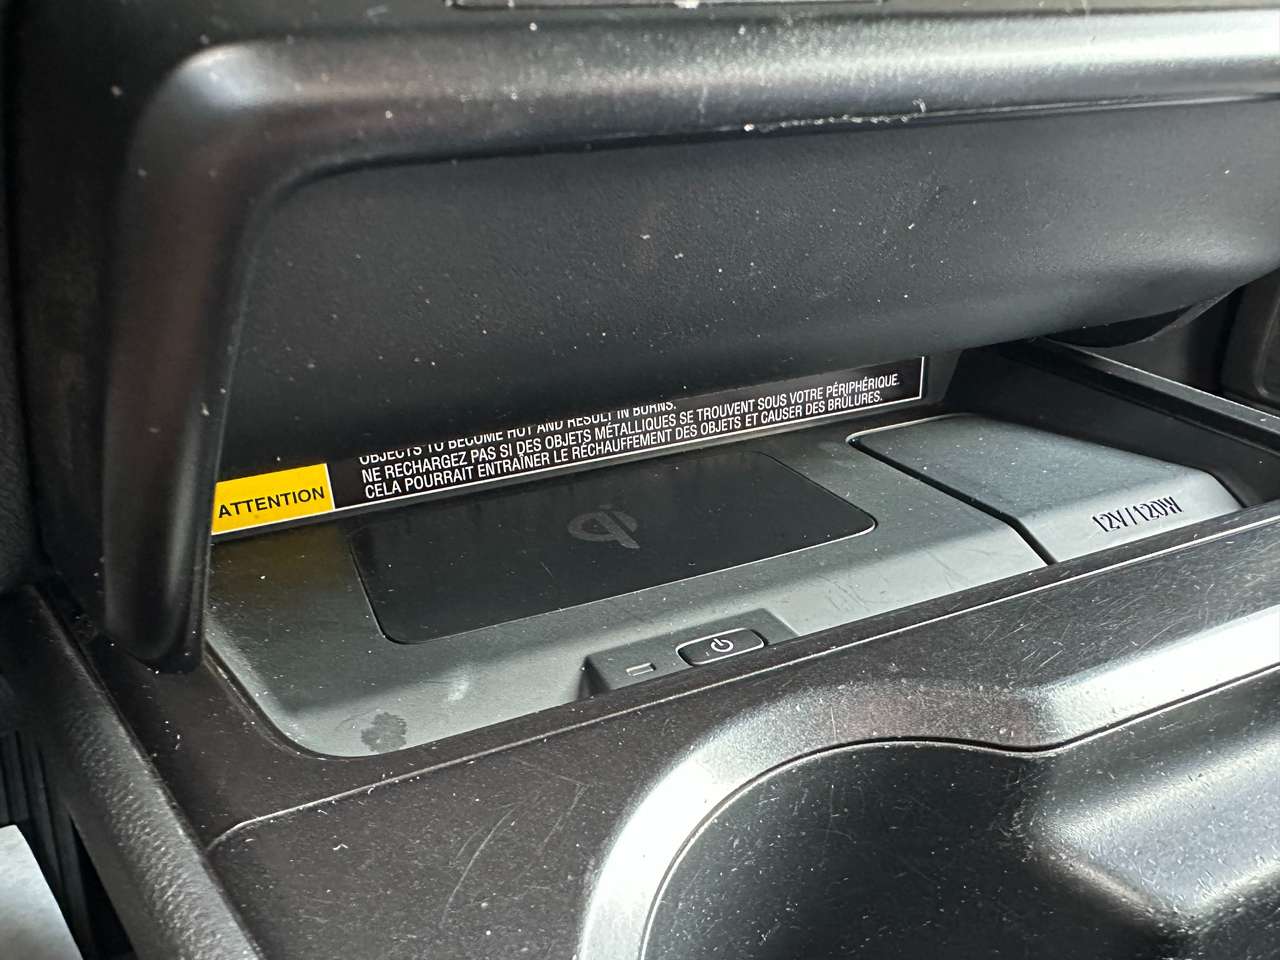 OBJECTS TO BECOME HOT AND RESULT IN BURNS.
NE RECHARGEZ PAS SI DES OBJETS MÉTALLIQUES SE TROUVENT SOUS VOTRE PÉRIPHÉRIQUE.
CELA POURRAIT ENTRAÎNER LE RÉCHAUFFEMENT DES OBJETS ET CAUSER DES BRÛLURES.
ATTENTION
qi
12V/120W